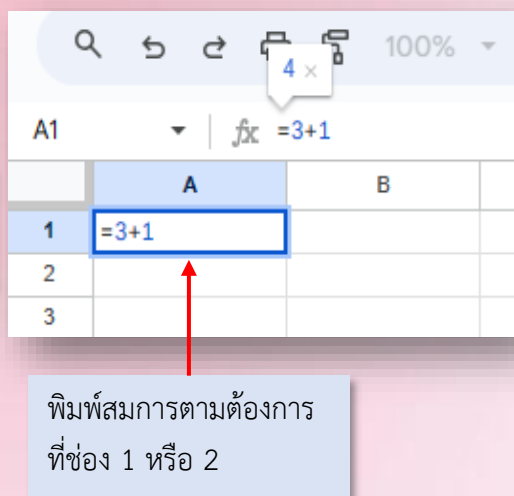 100%
4 ×
A1 fx =3+1
A B
1 =3+1
2
3
พิมพ์สมการตามต้องการ
ที่ช่อง 1 หรือ 2